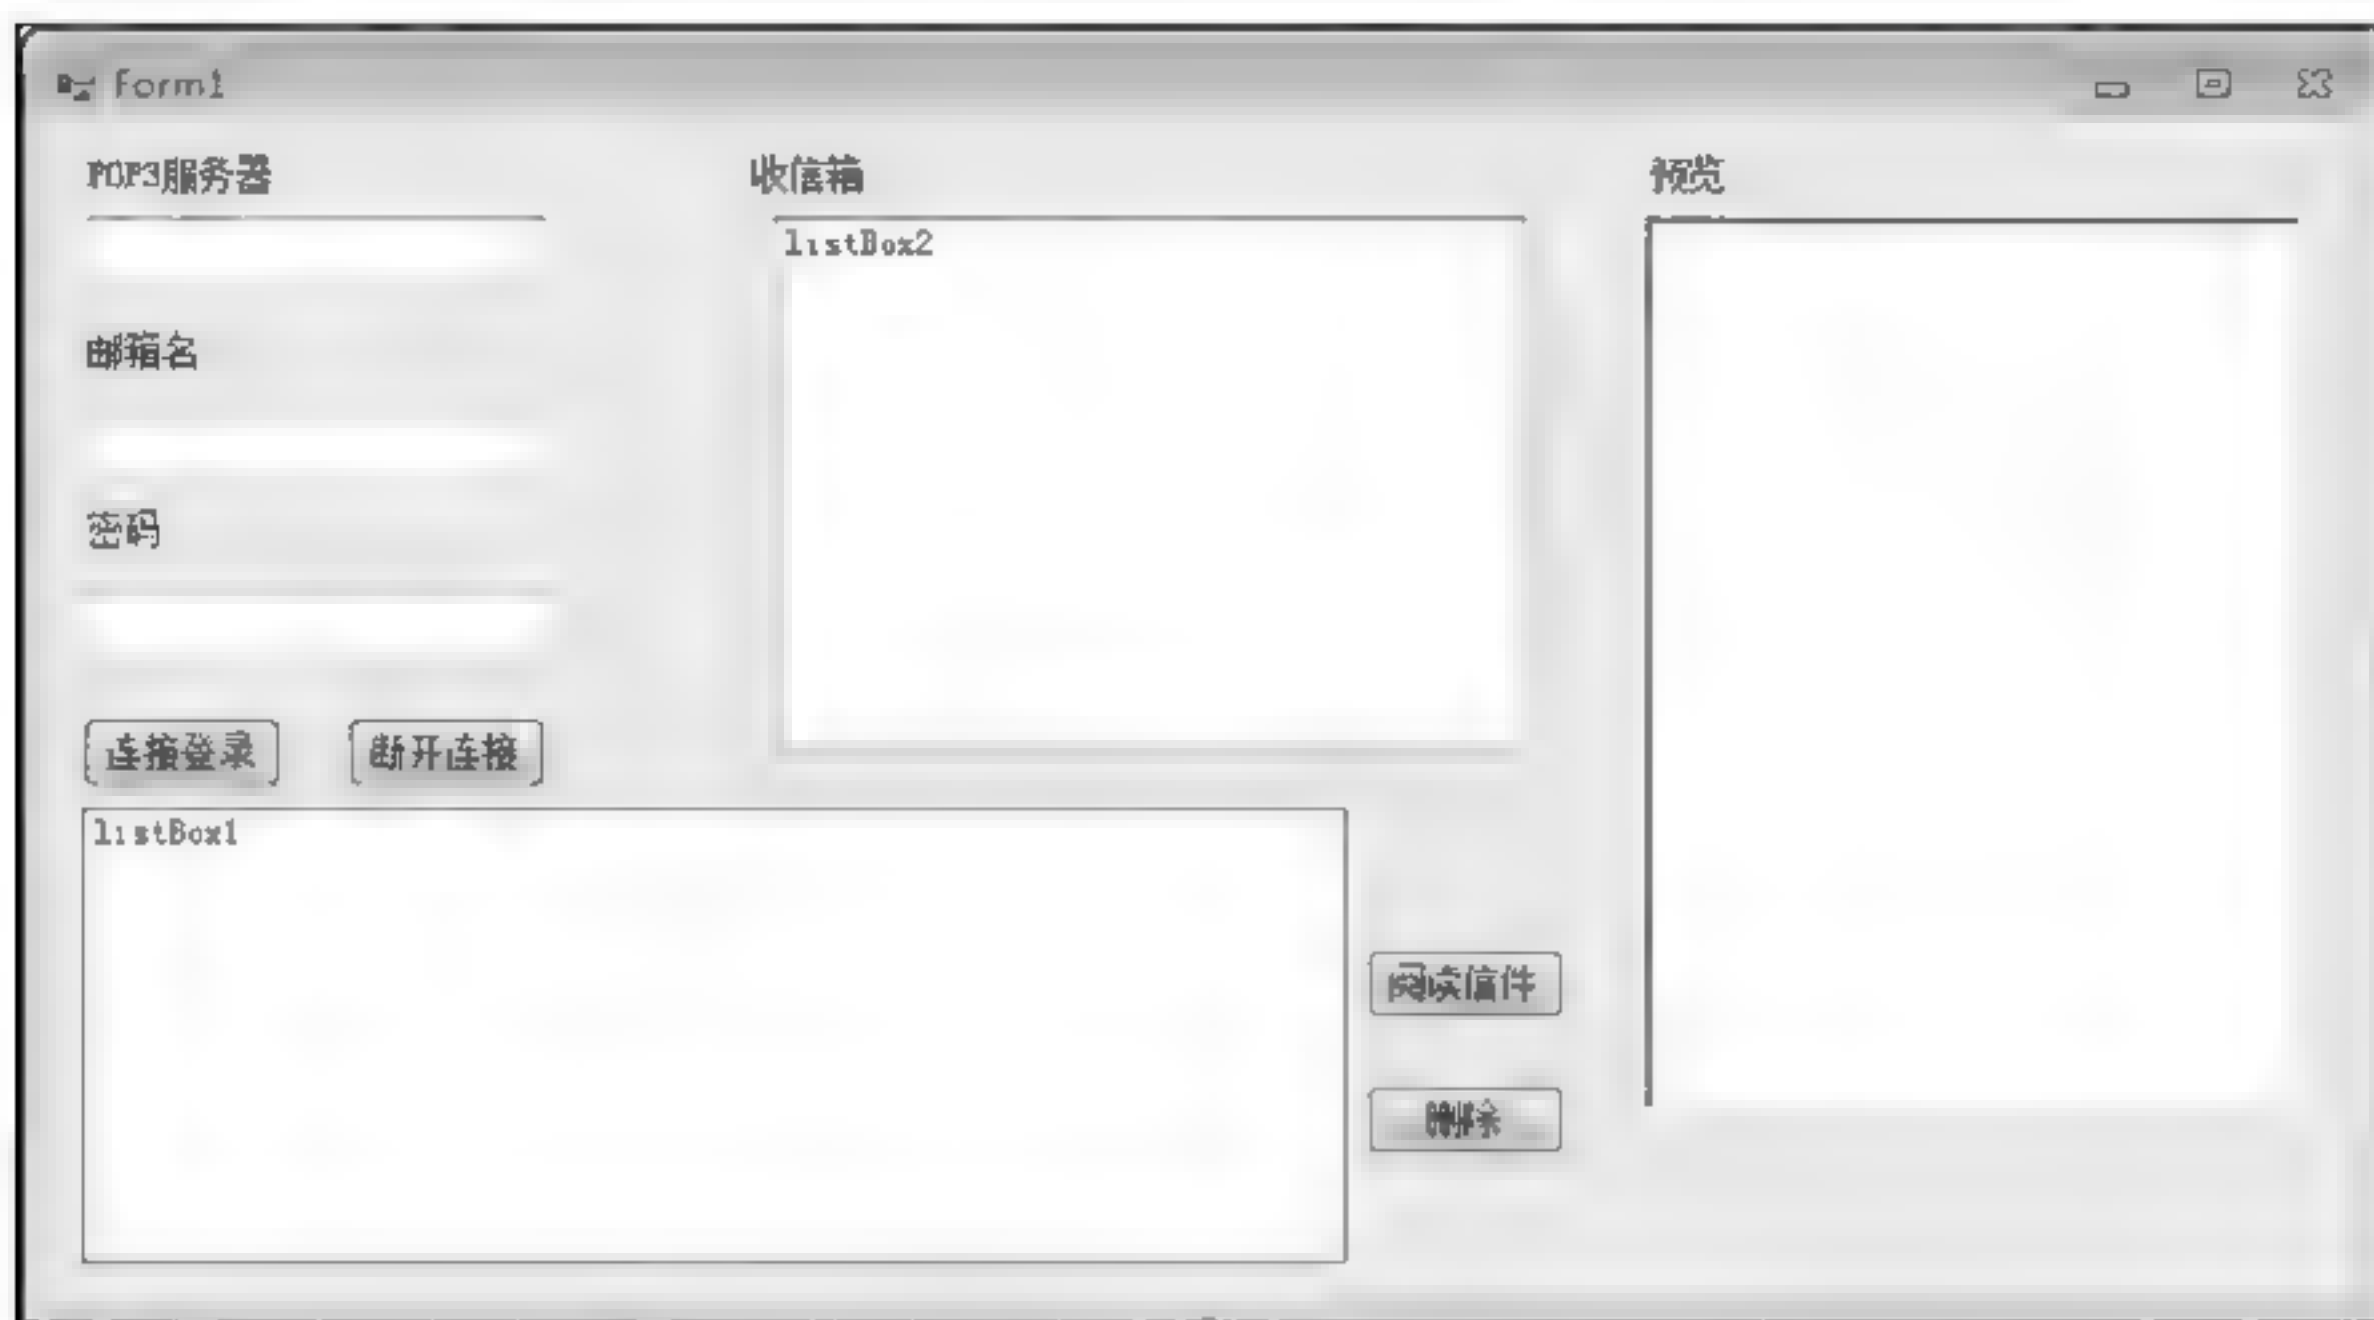 Form1
POP3服务器
收信箱
预览
listBox2
邮箱名
密码
连接登录
断开连接
listBox1
阅读信件
删除